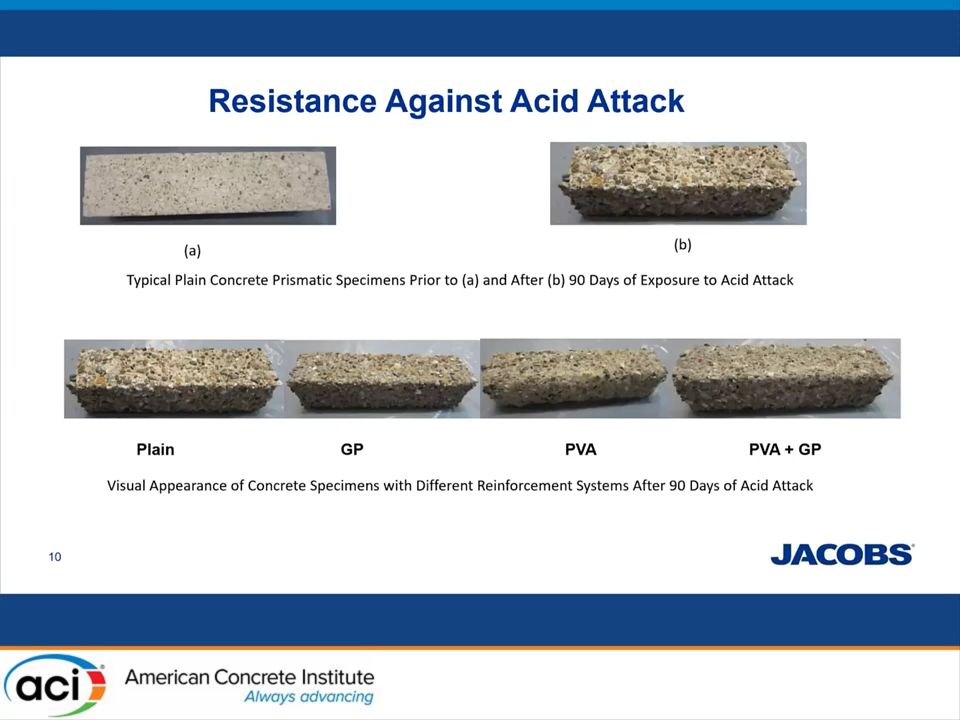 Resistance Against Acid Attack
(a)
(b)
Typical Plain Concrete Prismatic Specimens Prior to (a) and After (b) 90 Days of Exposure to Acid Attack
Plain
GP
PVA
PVA + GP
Visual Appearance of Concrete Specimens with Different Reinforcement Systems After 90 Days of Acid Attack
10
JACOBS®
aci
American Concrete Institute
Always advancing